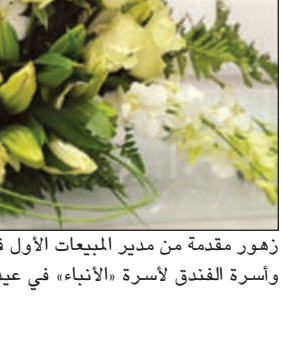 زهور مقدمة من مدير المبيعات الأول
وأسرة الفندق لأسرة «الأنباء» في